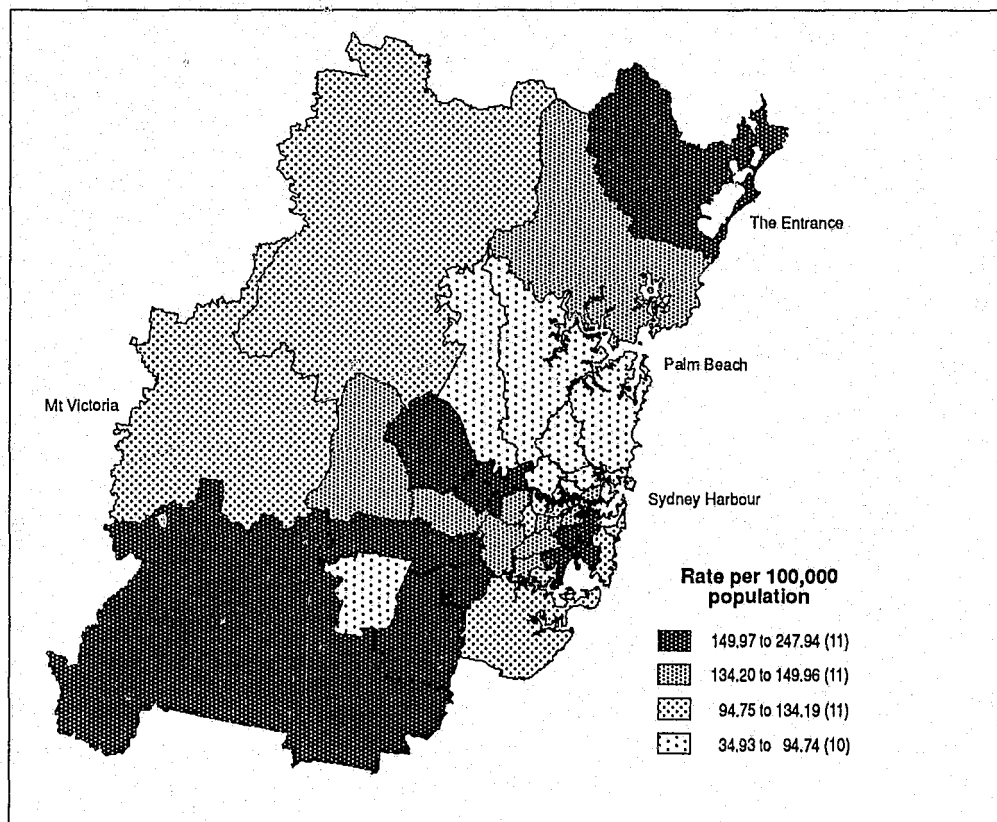 The Entrance
Palm Beach
Mt Victoria
Sydney Harbour
Rate per 100,000
population
149.97 to 247.94 (11)
134.20 to 149.96 (11)
94.75 to 134.19 (11)
34.93 to 94.74 (10)